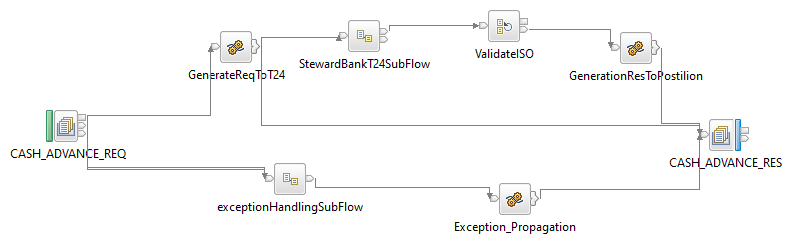 GenerateReqToT24
StewardBankT24SubFlow
ValidateISO
GenerationResToPostilion
CASH_ADVANCE_REQ
CASH_ADVANCE_RES
exceptionHandlingSubFlow
Exception_Propagation